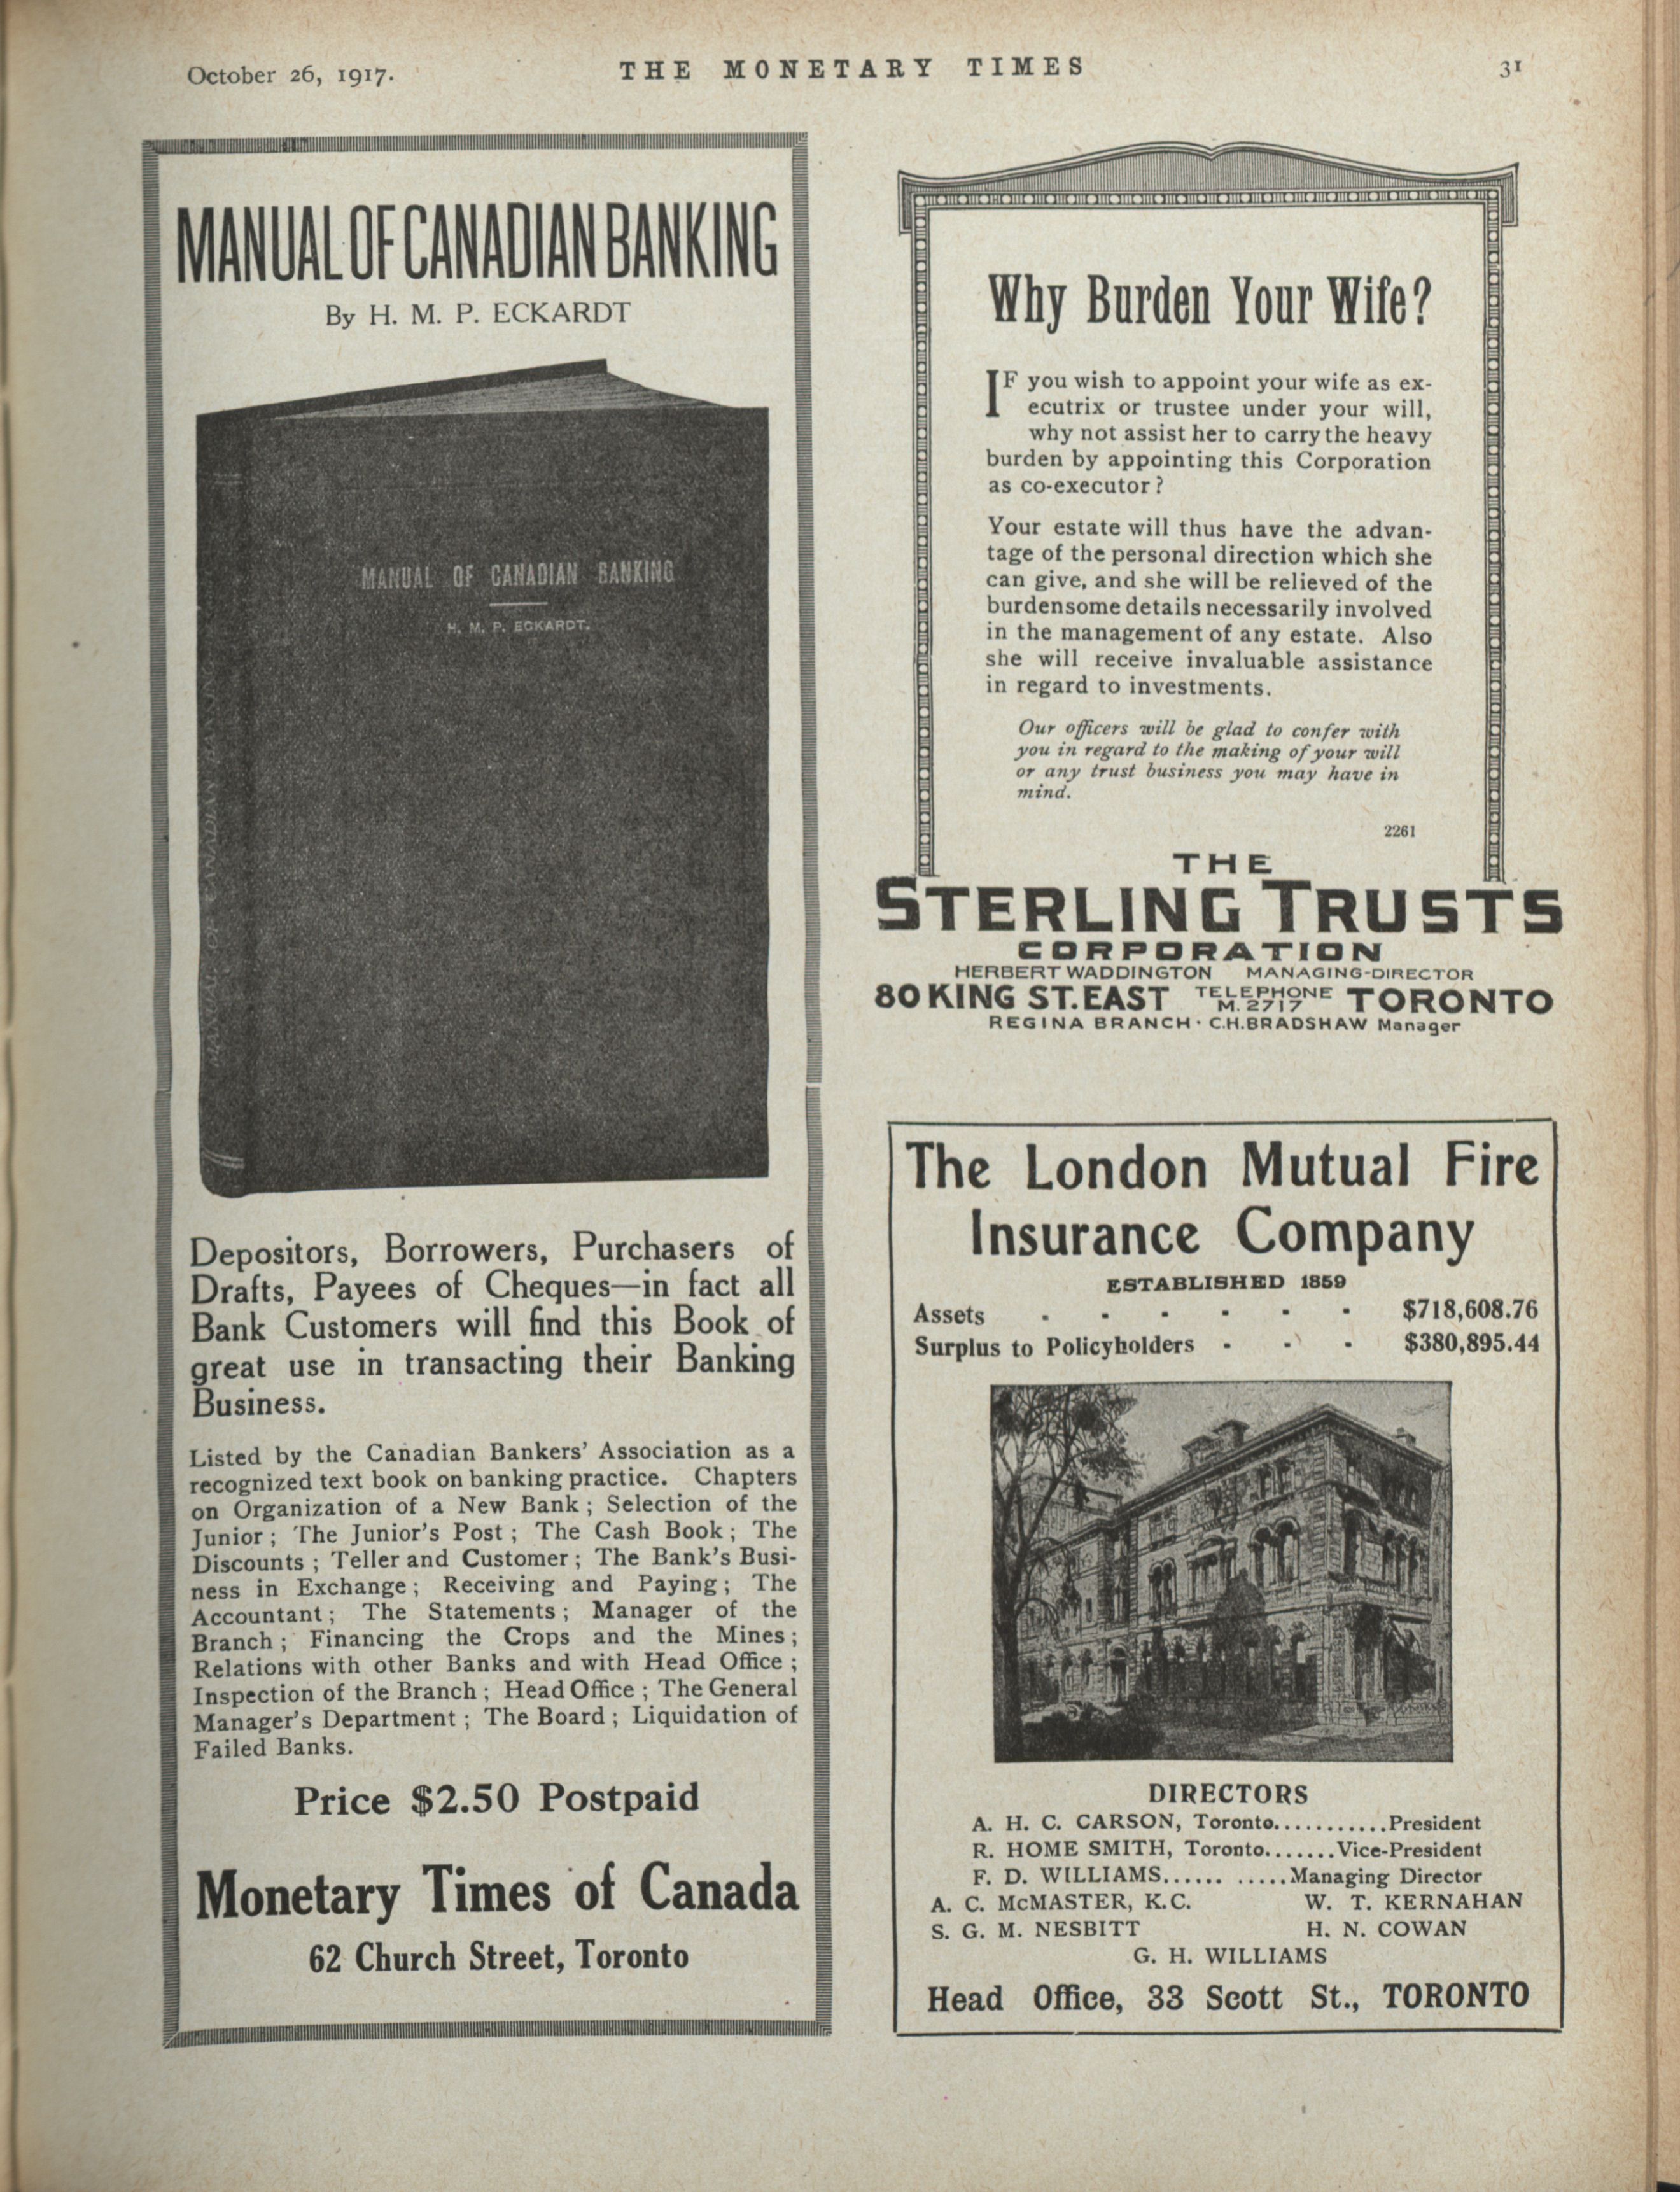 October 26, 1917.
THE MONETARY TIMES
31
MANUAL OF CANADIAN BANKING
By H. M. P. ECKARDT
MANUAL OF CANADIAN BANKING
H. M. P. ECKARDT.
MANUAL OF CANADIAN BANKING
Depositors, Borrowers, Purchasers of
Drafts, Payees of Cheques—in fact all
Bank Customers will find this Book of
great use in transacting their Banking
Business.
Listed by the Canadian Bankers' Association as a
recognized text book on banking practice. Chapters
on Organization of a New Bank; Selection of the
Junior; The Junior's Post; The Cash Book; The
Discounts; Teller and Customer; The Bank's Busi-
ness in Exchange; Receiving and Paying; The
Accountant; The Statements; Manager of the
Branch; Financing the Crops and the Mines;
Relations with other Banks and with Head Office;
Inspection of the Branch; Head Office; The General
Manager's Department; The Board; Liquidation of
Failed Banks.
Price $2.50 Postpaid
Monetary Times of Canada
62 Church Street, Toronto
Why Burden Your Wife?
IF you wish to appoint your wife as ex-
ecutrix or trustee under your will,
why not assist her to carry the heavy
burden by appointing this Corporation
as co-executor?
Your estate will thus have the advan-
tage of the personal direction which she
can give, and she will be relieved of the
burdensome details necessarily involved
in the management of any estate. Also
she will receive invaluable assistance
in regard to investments.
Our officers will be glad to confer with
you in regard to the making of your will
or any trust business you may have in
mind.
2261
THE
STERLING TRUSTS
CORPORATION
HERBERT WADDINGTON MANAGING-DIRECTOR
80 KING ST. EAST TELEPHONE M. 2717 TORONTO
REGINA BRANCH · C.H. BRADSHAW Manager
The London Mutual Fire
Insurance Company
ESTABLISHED 1859
Assets - - - - - - $718,608.76
Surplus to Policyholders - - - $380,895.44
DIRECTORS
A. H. C. CARSON, Toronto...........President
R. HOME SMITH, Toronto.......Vice-President
F. D. WILLIAMS...... .....Managing Director
A. C. McMASTER, K.C. W. T. KERNAHAN
S. G. M. NESBITT H. N. COWAN
G. H. WILLIAMS
Head Office, 33 Scott St., TORONTO